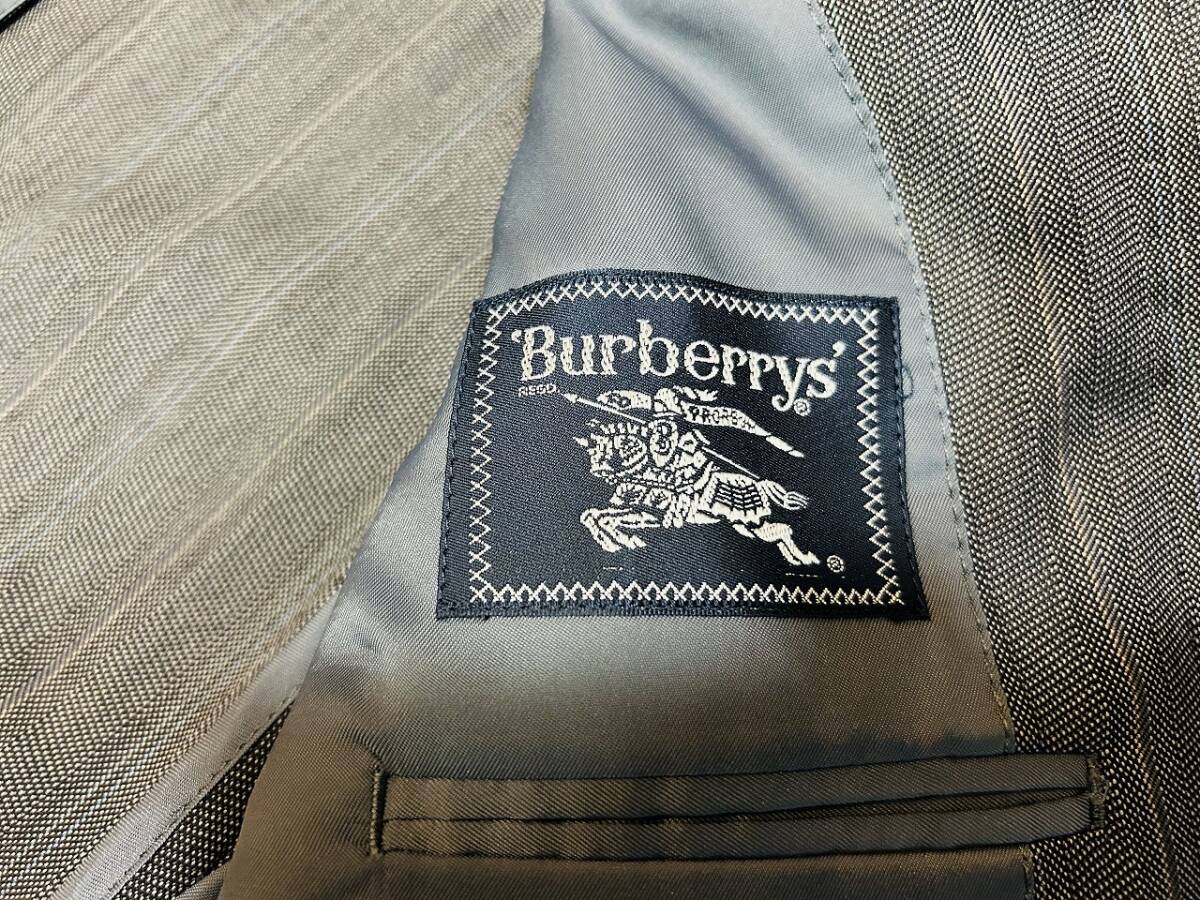 'Burberrys'
®
REGD.
PRORSUM
®